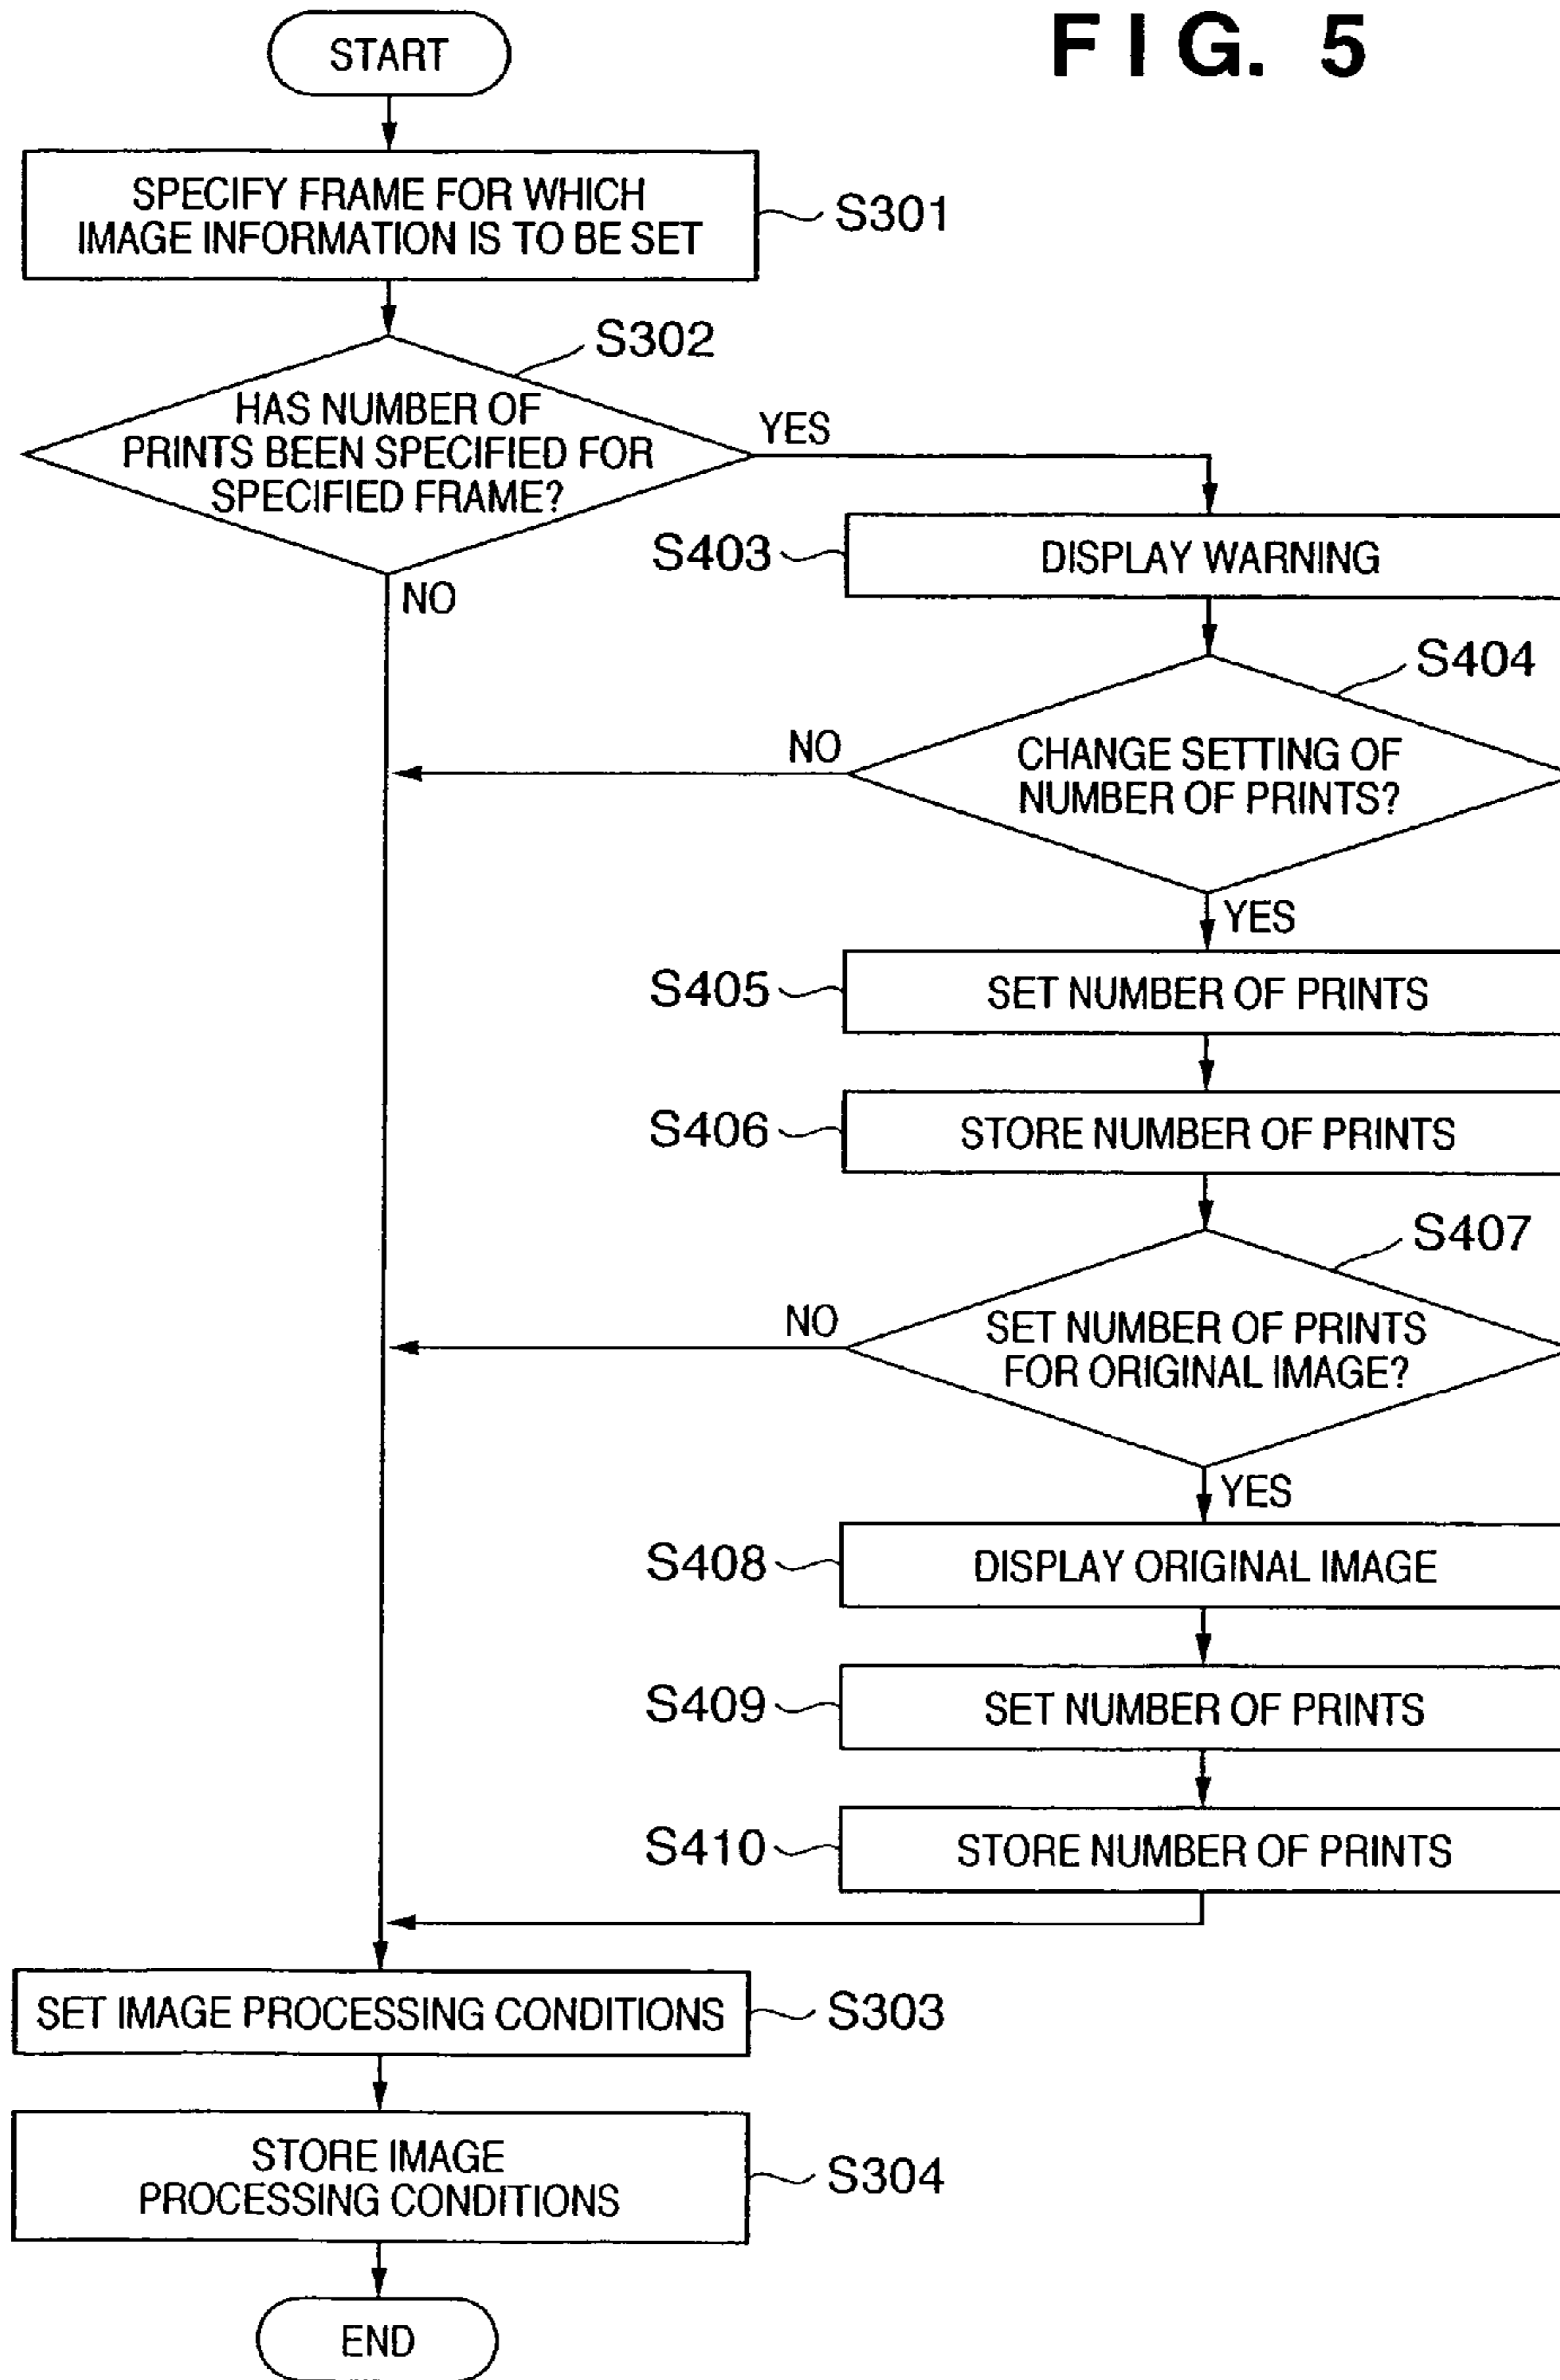 FIG. 5
START
SPECIFY FRAME FOR WHICH
IMAGE INFORMATION IS TO BE SET
S301
S302
HAS NUMBER OF
PRINTS BEEN SPECIFIED FOR
SPECIFIED FRAME?
YES
NO
S403
DISPLAY WARNING
S404
CHANGE SETTING OF
NUMBER OF PRINTS?
NO
YES
S405
SET NUMBER OF PRINTS
S406
STORE NUMBER OF PRINTS
S407
SET NUMBER OF PRINTS
FOR ORIGINAL IMAGE?
NO
YES
S408
DISPLAY ORIGINAL IMAGE
S409
SET NUMBER OF PRINTS
S410
STORE NUMBER OF PRINTS
SET IMAGE PROCESSING CONDITIONS
S303
STORE IMAGE
PROCESSING CONDITIONS
S304
END